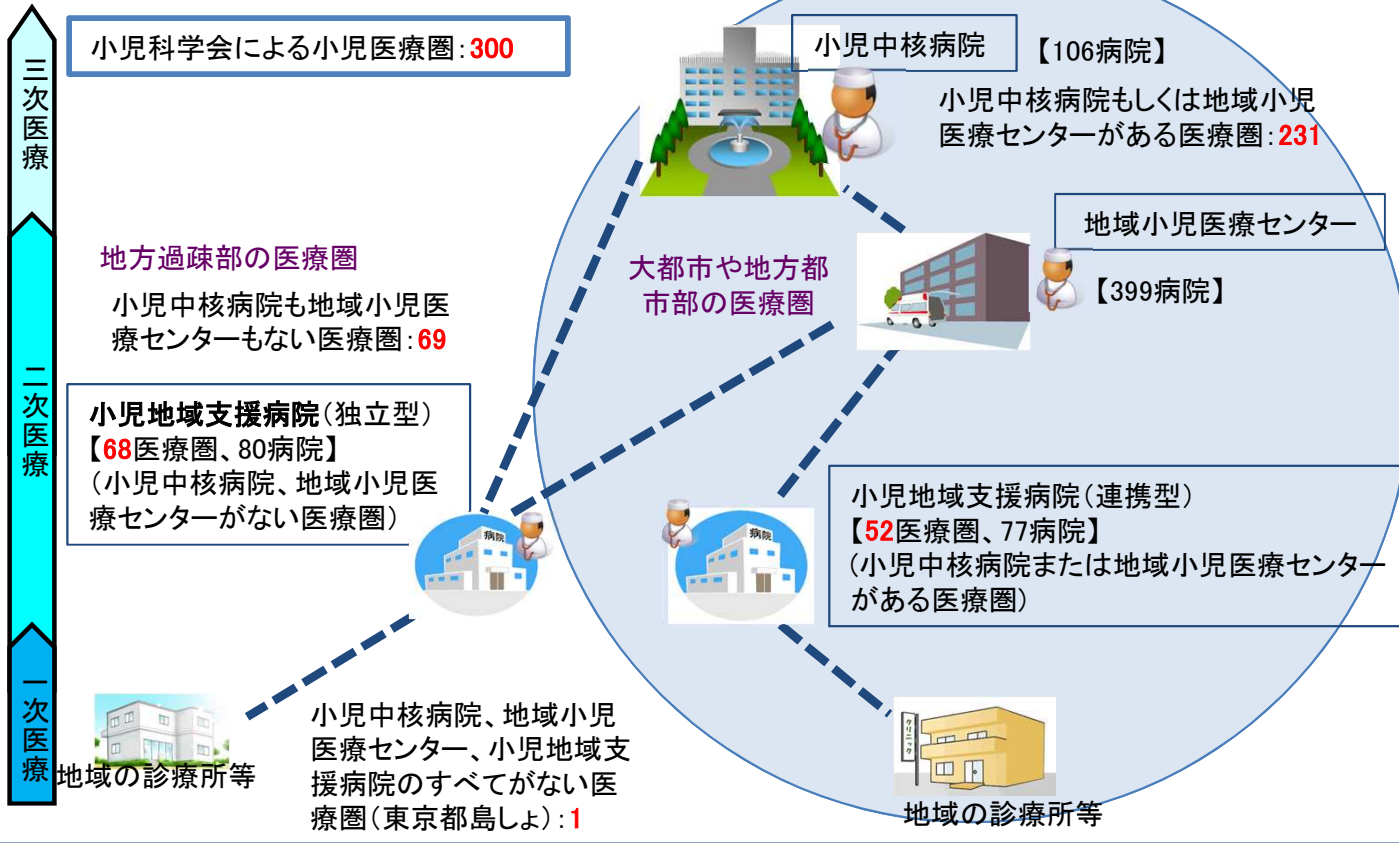 三次医療
二次医療
一次医療
小児科学会による小児医療圏：300
小児中核病院
【106病院】
小児中核病院もしくは地域小児
医療センターがある医療圏：231
地域小児医療センター
【399病院】
地方過疎部の医療圏
小児中核病院も地域小児医
療センターもない医療圏：69
大都市や地方都
市部の医療圏
小児地域支援病院（独立型）
【68医療圏、80病院】
（小児中核病院、地域小児医
療センターがない医療圏）
病院
病院
小児地域支援病院（連携型）
【52医療圏、77病院】
（小児中核病院または地域小児医療センター
がある医療圏）
地域の診療所等
小児中核病院、地域小児
医療センター、小児地域支
援病院のすべてがない医
療圏（東京都島しょ）：1
クリニック
地域の診療所等